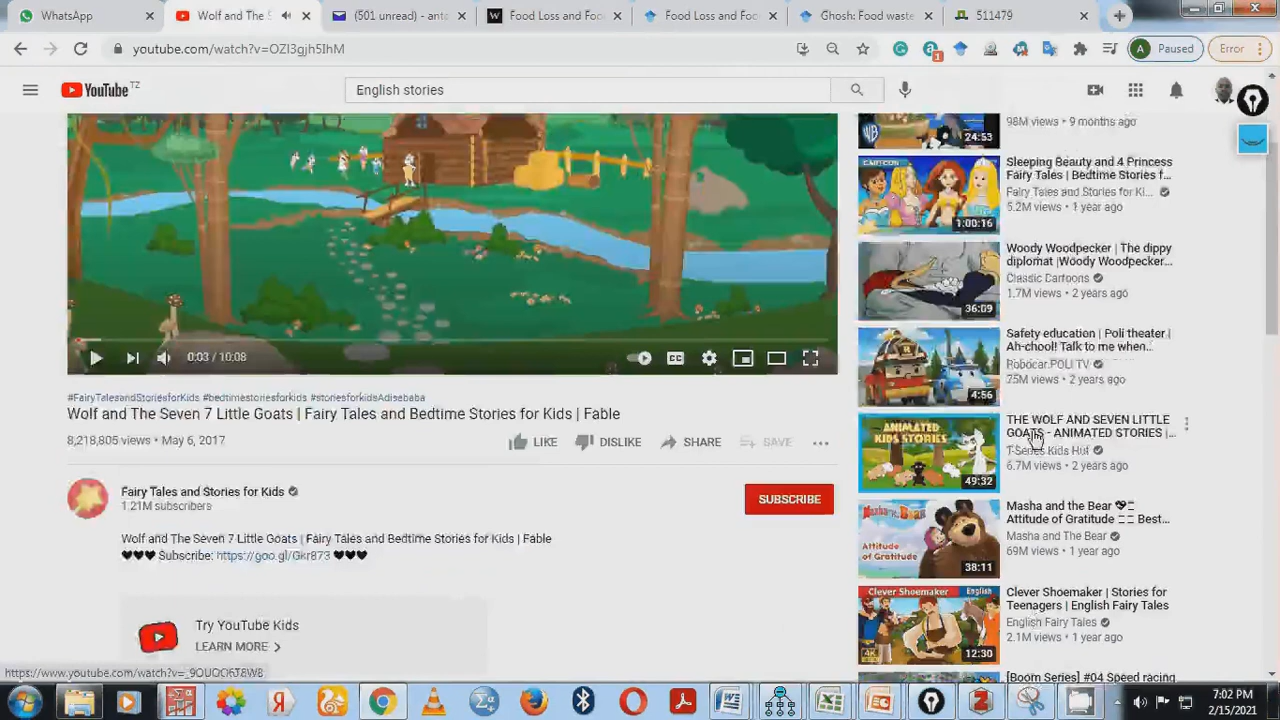 WhatsApp
Wolf and The S
(501 unread) - ant
Food Loss and Foo
Food Loss and Foo
Ghosh: Food waste
511479
youtube.com/watch?v=OZI3gjh5IhM
A Paused
Error
YouTube TZ
English stories
24:53
98M views • 9 months ago
CARTOON
1:00:16
Sleeping Beauty and 4 Princess
Fairy Tales | Bedtime Stories f...
Fairy Tales and Stories for Ki...
5.2M views • 1 year ago
36:09
Woody Woodpecker | The dippy
diplomat |Woody Woodpecker...
Classic Cartoons
1.7M views • 2 years ago
4:56
Safety education | Poli theater |
Ah-chool! Talk to me when...
Robocar POLI TV
75M views • 2 years ago
0:03 / 10:08
CC
#FairyTalesandStoriesforKids #bedtimestoriesforkids #storiesforkidsAdisebaba
Wolf and The Seven 7 Little Goats | Fairy Tales and Bedtime Stories for Kids | Fable
8,218,805 views • May 6, 2017
LIKE
DISLIKE
SHARE
SAVE
ANIMATED
KIDS STORIES
49:32
THE WOLF AND SEVEN LITTLE
GOATS - ANIMATED STORIES |...
T-Series Kids Hut
6.7M views • 2 years ago
Fairy Tales and Stories for Kids
1.21M subscribers
SUBSCRIBE
Wolf and The Seven 7 Little Goats | Fairy Tales and Bedtime Stories for Kids | Fable
♥♥♥ Subscribe: https://goo.gl/Gkr873 ♥♥♥
Attitude
of Gratitude
38:11
Masha and the Bear
Attitude of Gratitude Best...
Masha and The Bear
69M views • 1 year ago
Clever Shoemaker English
4K
12:30
Clever Shoemaker | Stories for
Teenagers | English Fairy Tales
English Fairy Tales
2.1M views • 1 year ago
Try YouTube Kids
LEARN MORE
[Boom Series] #04 Speed racing
7:02 PM
2/15/2021